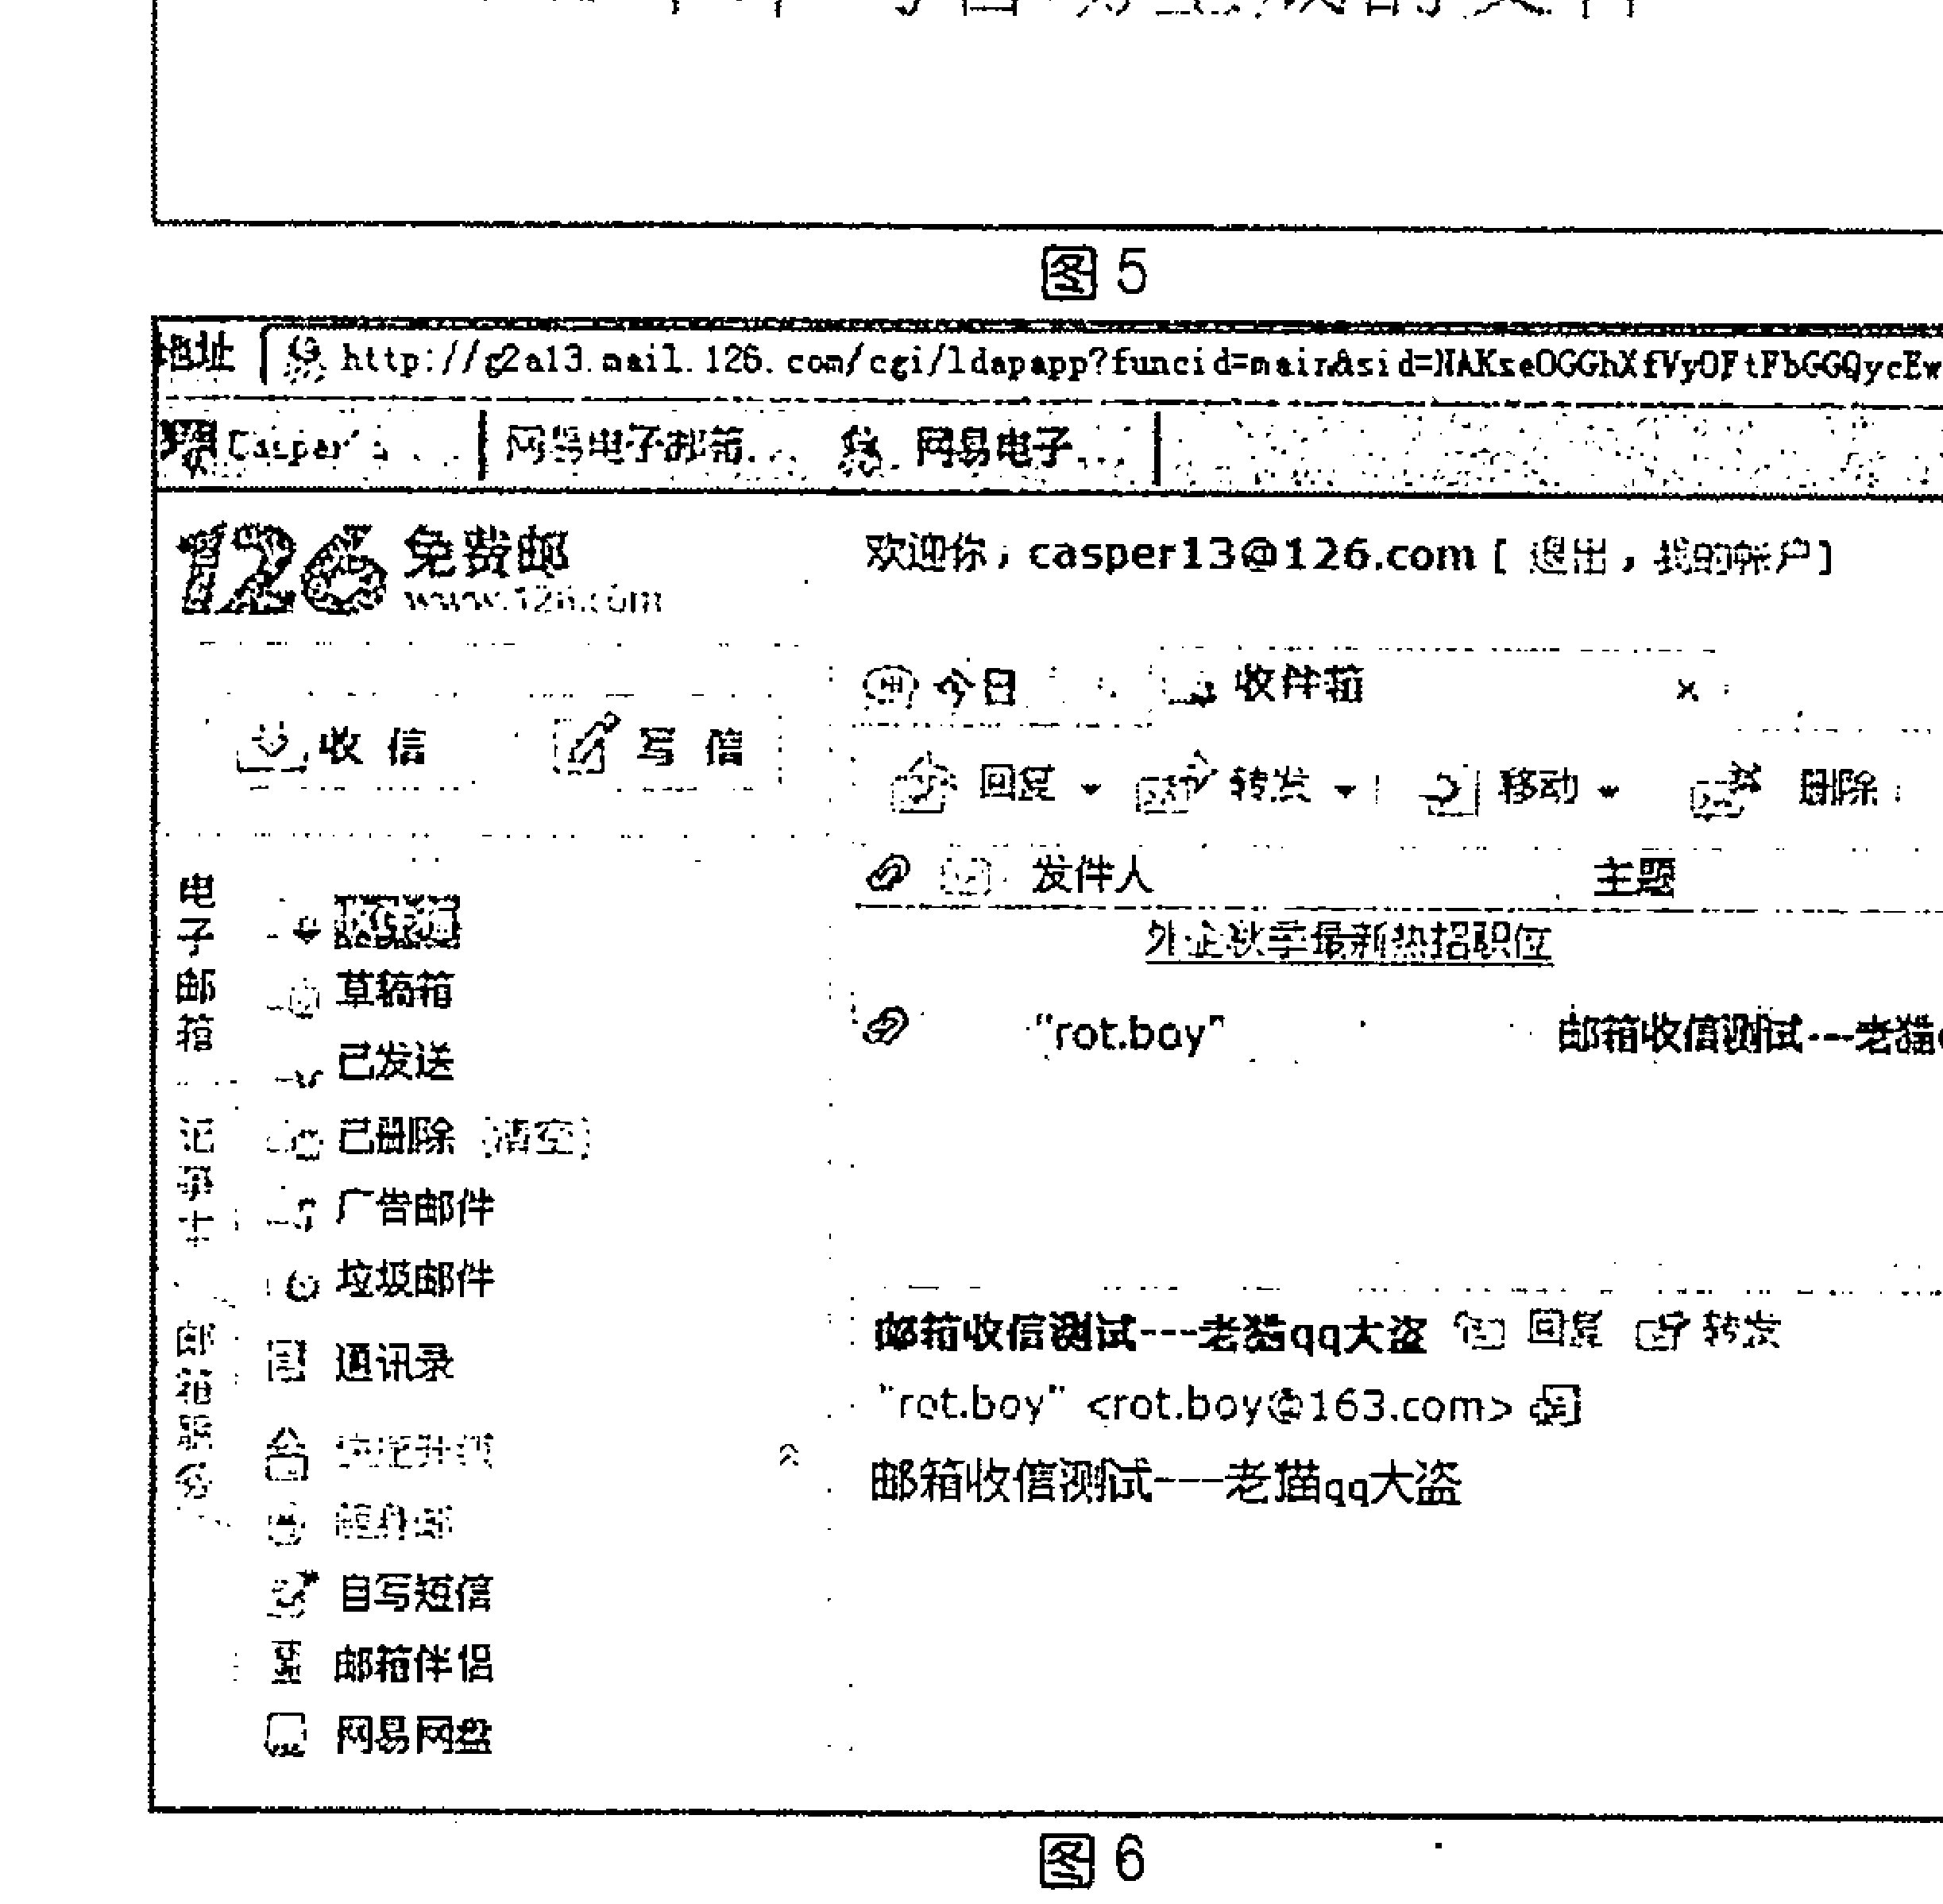 图 5
地址 http://g2a13.mail.126.com/cgi/ldapapp?funcid=main&sid=NAKseOGGhXfVyOFtFbGGQycEw
Casper's 网易电子邮箱... 网易电子...
126 免费邮 www.126.com
欢迎你，casper13@126.com [ 退出，我的帐户]
收 信 写 信
今日 收件箱 ×
回复 转发 移动 删除
发件人 主题
外企秋季最新热招职位
"rot.boy" 邮箱收信测试---老猫
电子邮箱
记事
邮箱
收件箱
草稿箱
已发送
已删除 [清空]
广告邮件
垃圾邮件
通讯录
自写短信
邮箱伴侣
网易网盘
邮箱收信测试---老猫qq大盗 回复 转发
"rot.boy" <rot.boy@163.com>
邮箱收信测试---老猫qq大盗
图 6